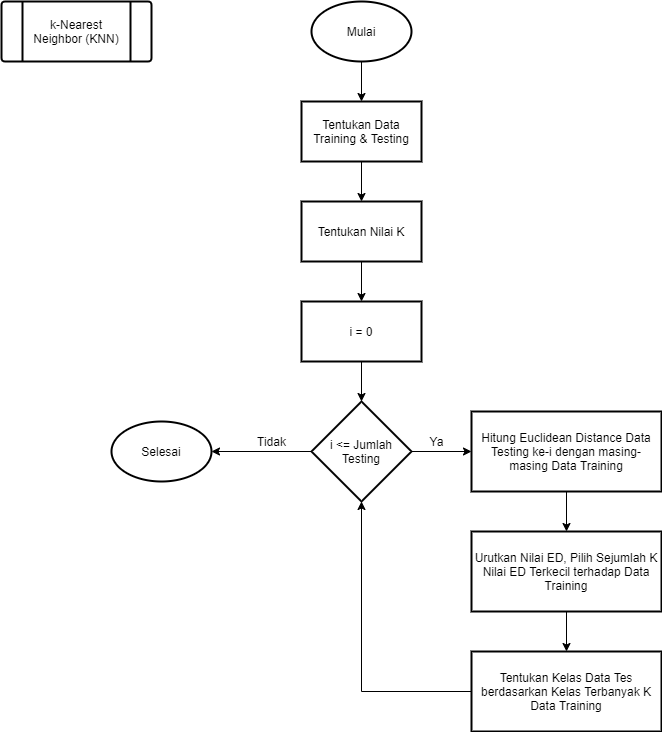 k-Nearest
Neighbor (KNN)
Mulai
Tentukan Data
Training & Testing
Tentukan Nilai K
i = 0
i <= Jumlah
Testing
Tidak
Ya
Selesai
Hitung Euclidean Distance Data
Testing ke-i dengan masing-
masing Data Training
Urutkan Nilai ED, Pilih Sejumlah K
Nilai ED Terkecil terhadap Data
Training
Tentukan Kelas Data Tes
berdasarkan Kelas Terbanyak K
Data Training